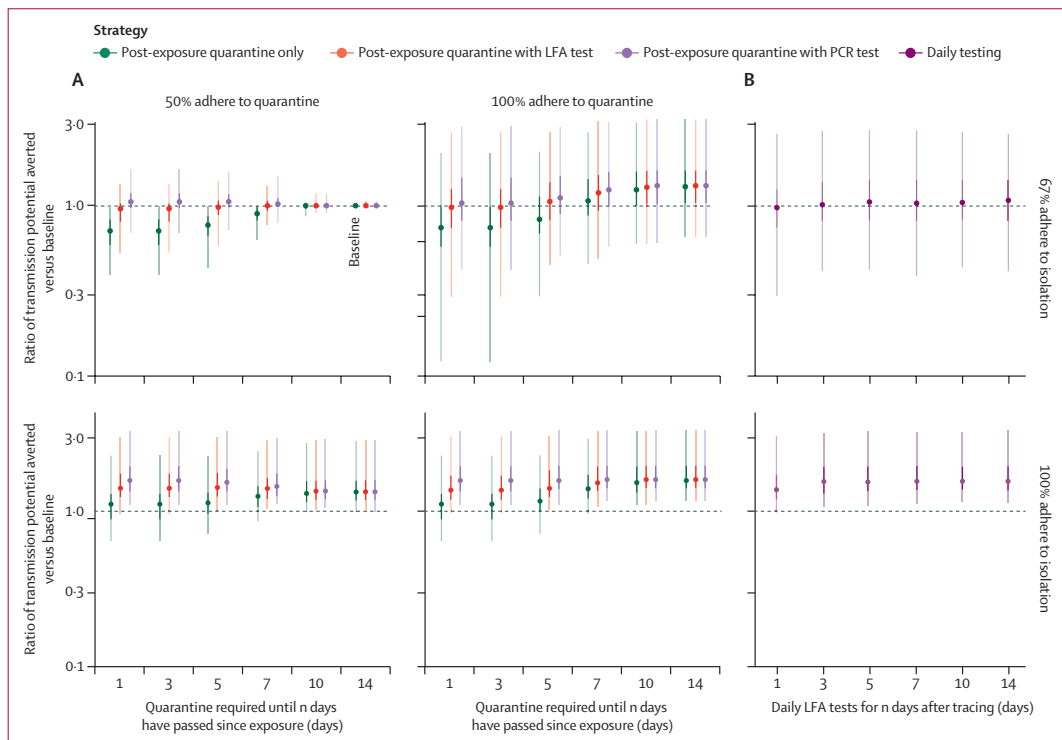 Strategy
Post-exposure quarantine only
Post-exposure quarantine with LFA test
Post-exposure quarantine with PCR test
Daily testing
A
B
50% adhere to quarantine
100% adhere to quarantine
3·0
1·0
0·3
0·1
Ratio of transmission potential averted
versus baseline
Baseline
67% adhere to isolation
3·0
1·0
0·3
0·1
Ratio of transmission potential averted
versus baseline
100% adhere to isolation
1 3 5 7 10 14
Quarantine required until n days
have passed since exposure (days)
1 3 5 7 10 14
Quarantine required until n days
have passed since exposure (days)
1 3 5 7 10 14
Daily LFA tests for n days after tracing (days)